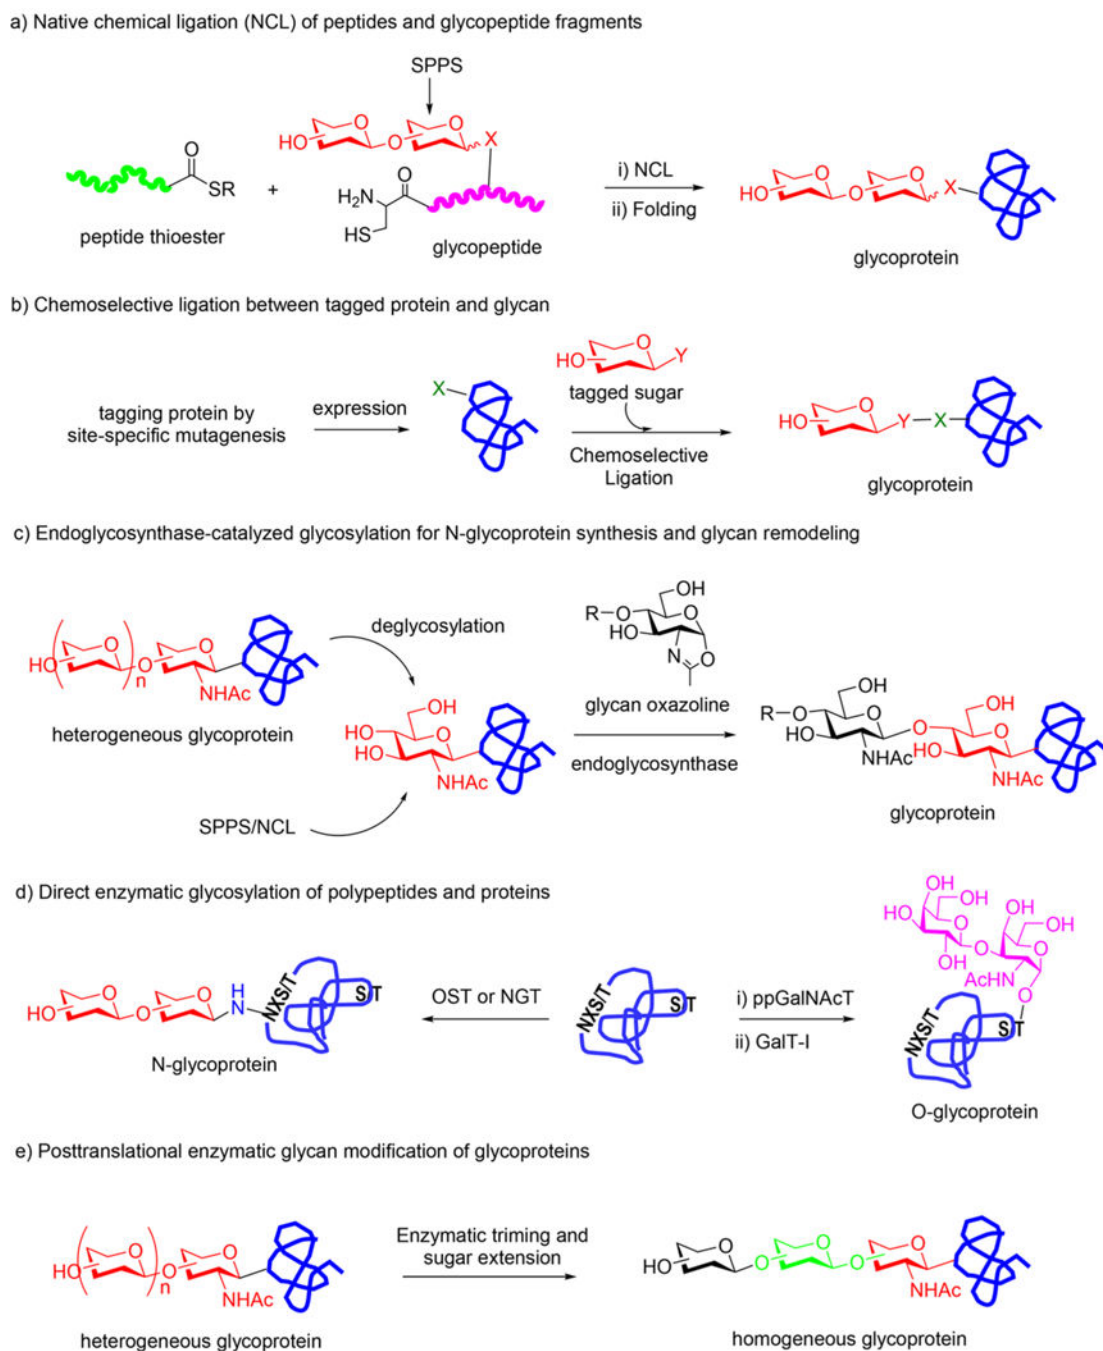 a) Native chemical ligation (NCL) of peptides and glycopeptide fragments
SPPS
HO
O
O
O
X
O
SR
+
H₂N
O
HS
peptide thioester
glycopeptide
i) NCL
ii) Folding
HO
O
O
O
X
glycoprotein
b) Chemoselective ligation between tagged protein and glycan
tagging protein by
site-specific mutagenesis
expression
X
HO
O
Y
tagged sugar
Chemoselective
Ligation
HO
O
Y
X
glycoprotein
c) Endoglycosynthase-catalyzed glycosylation for N-glycoprotein synthesis and glycan remodeling
HO
O
n
O
O
NHAc
heterogeneous glycoprotein
deglycosylation
SPPS/NCL
OH
HO
HO
O
NHAc
OH
R
O
HO
O
N
O
glycan oxazoline
endoglycosynthase
OH
R
O
HO
O
NHAc
O
OH
HO
O
NHAc
glycoprotein
d) Direct enzymatic glycosylation of polypeptides and proteins
HO
O
O
O
H
N
NXS/T
S/T
N-glycoprotein
OST or NGT
NXS/T
S/T
i) ppGalNAcT
ii) GalT-I
OH
OH
HO
O
OH
O
OH
OH
O
AcHN
O
NXS/T
S/T
O-glycoprotein
e) Posttranslational enzymatic glycan modification of glycoproteins
HO
O
n
O
O
NHAc
heterogeneous glycoprotein
Enzymatic triming and
sugar extension
HO
O
O
O
O
O
NHAc
homogeneous glycoprotein